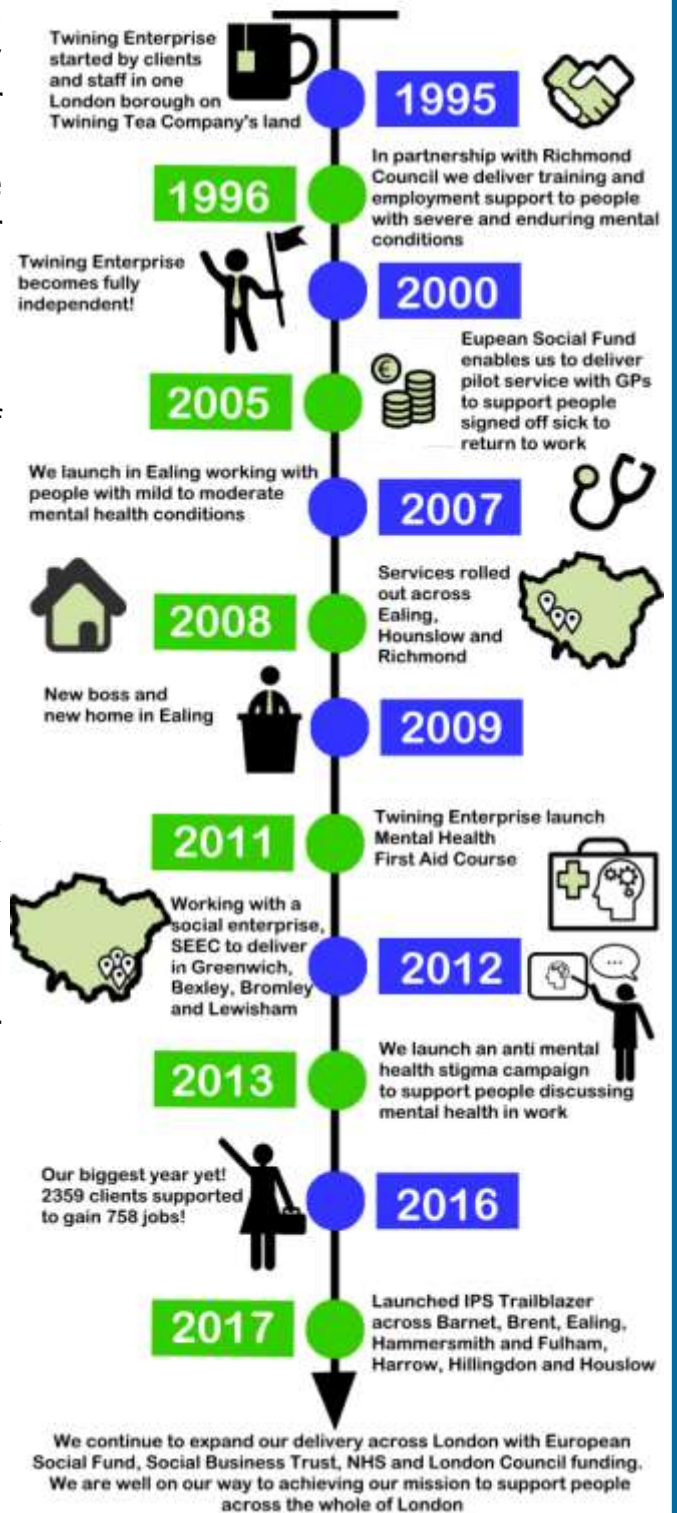 Twining Enterprise
started by clients
and staff in one
London borough on
Twining Tea Company's land
1995
1996
In partnership with Richmond
Council we deliver training and
employment support to people
with severe and enduring mental
conditions
Twining Enterprise
becomes fully
independent!
2000
2005
Eupean Social Fund
enables us to deliver
pilot service with GPs
to support people
signed off sick to
return to work
We launch in Ealing working with
people with mild to moderate
mental health conditions
2007
2008
Services rolled
out across
Ealing,
Hounslow and
Richmond
New boss and
new home in Ealing
2009
2011
Twining Enterprise launch
Mental Health
First Aid Course
Working with a
social enterprise,
SEEC to deliver
in Greenwich,
Bexley, Bromley
and Lewisham
2012
...
2013
We launch an anti mental
health stigma campaign
to support people discussing
mental health in work
Our biggest year yet!
2359 clients supported
to gain 758 jobs!
2016
2017
Launched IPS Trailblazer
across Barnet, Brent, Ealing,
Hammersmith and Fulham,
Harrow, Hillingdon and Houslow
We continue to expand our delivery across London with European
Social Fund, Social Business Trust, NHS and London Council funding.
We are well on our way to achieving our mission to support people
across the whole of London